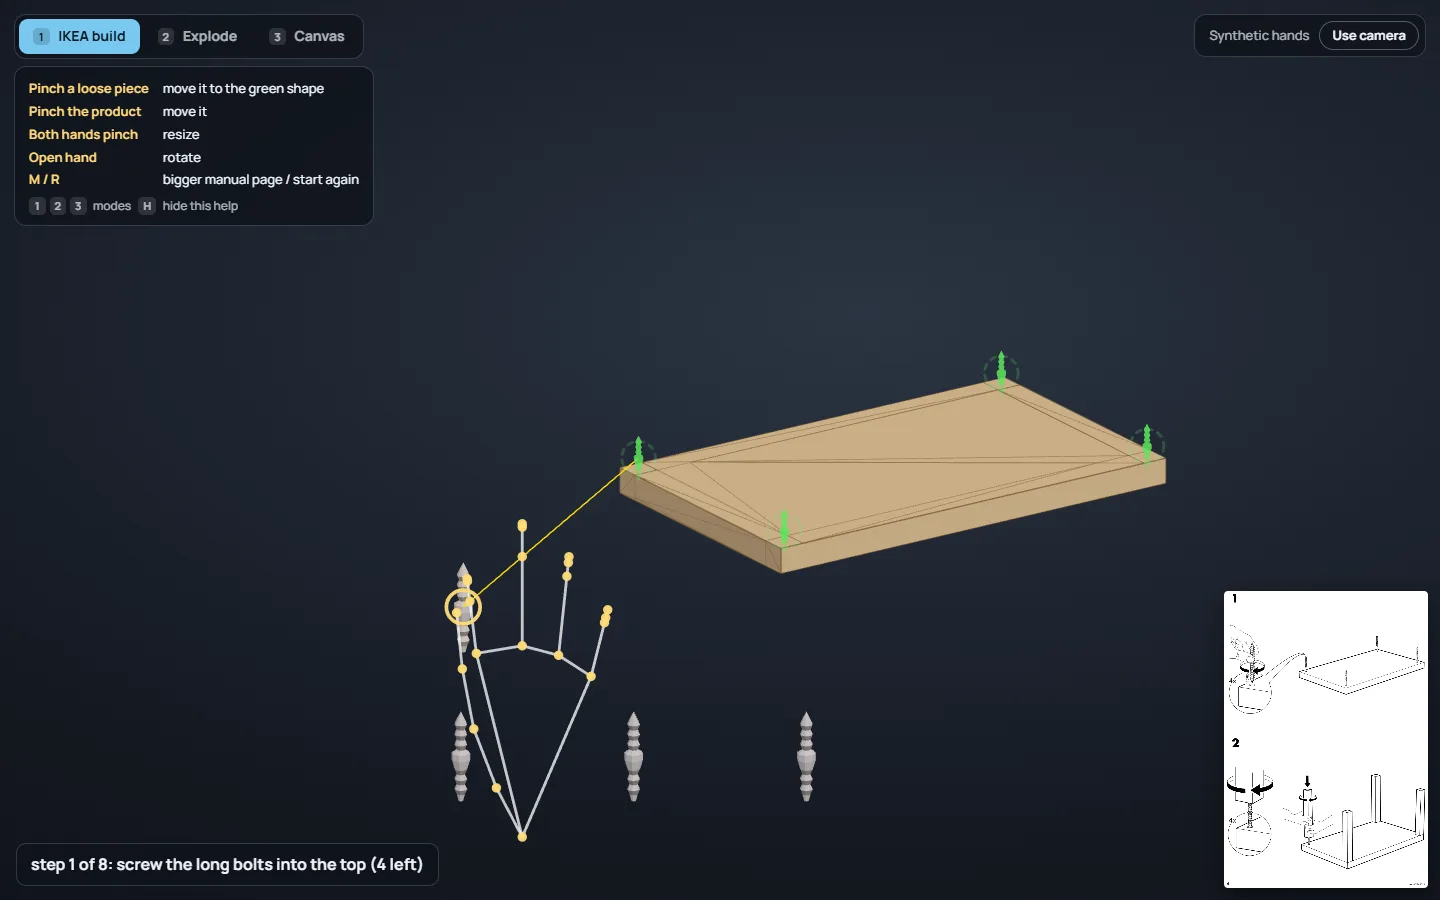 1 IKEA build 2 Explode 3 Canvas
Synthetic hands Use camera
Pinch a loose piece move it to the green shape
Pinch the product move it
Both hands pinch resize
Open hand rotate
M / R bigger manual page / start again
1 2 3 modes H hide this help
1
4x
2
4x
step 1 of 8: screw the long bolts into the top (4 left)